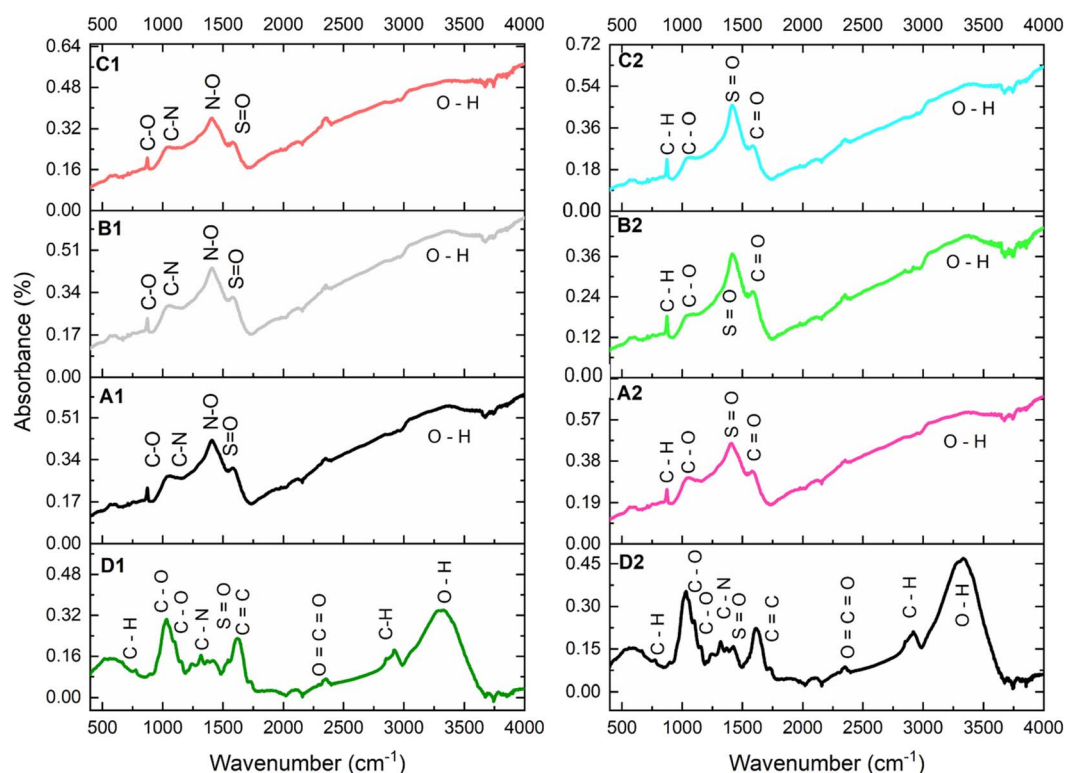 500 1000 1500 2000 2500 3000 3500 4000
0.64
0.48
0.32
0.16
0.00
C1
C-O
C-N
N-O
S=O
O - H
0.51
0.34
0.17
0.00
B1
C-O
C-N
N-O
S=O
O - H
0.51
0.34
0.17
0.00
A1
C-O
C-N
N-O
S=O
O - H
0.48
0.32
0.16
0.00
D1
C - H
C - O
C - O
C - N
S = O
C = C
O = C = O
C-H
O - H
500 1000 1500 2000 2500 3000 3500 4000
Wavenumber (cm⁻¹)
Absorbance (%)
500 1000 1500 2000 2500 3000 3500 4000
0.72
0.54
0.36
0.18
0.00
C2
C - H
C - O
S = O
C = O
O - H
0.36
0.24
0.12
0.00
B2
C - H
C - O
S = O
C = O
O - H
0.57
0.38
0.19
0.00
A2
C - H
C - O
S = O
C = O
O - H
0.45
0.30
0.15
0.00
D2
C - H
C - O
C - O
C - N
S = O
C = C
O = C = O
C - H
O - H
500 1000 1500 2000 2500 3000 3500 4000
Wavenumber (cm⁻¹)